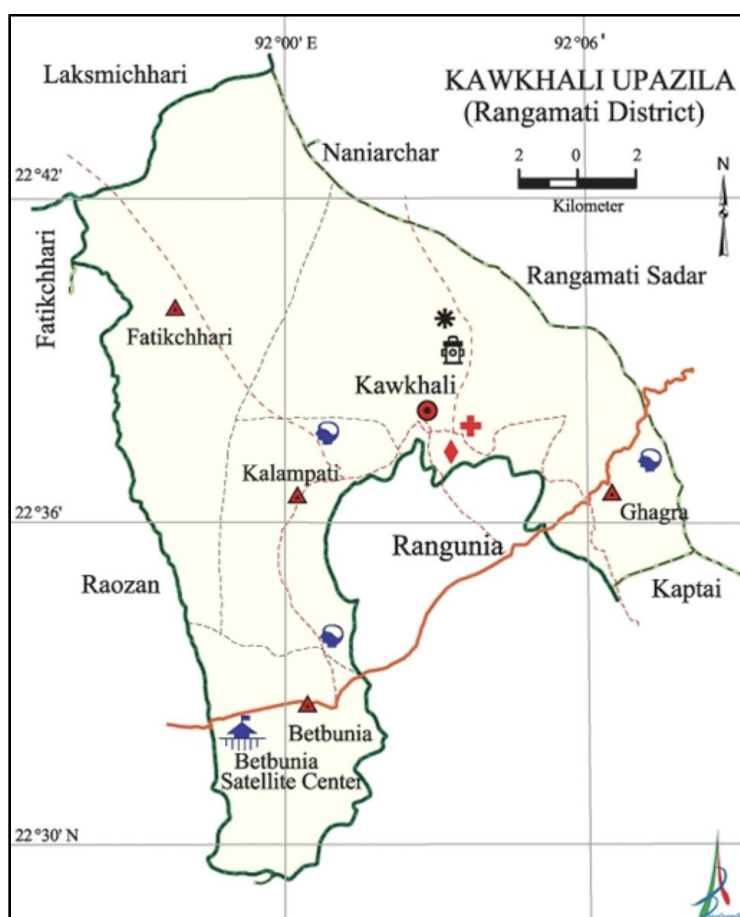 92°00' E
92°06'
Laksmichhari
KAWKHALI UPAZILA
(Rangamati District)
Naniarchar
2 0 2
Kilometer
N
22°42'
Rangamati Sadar
Fatikchhari
Fatikchhari
Kawkhali
Kalampati
Ghagra
22°36'
Rangunia
Raozan
Kaptai
Betbunia
Betbunia
Satellite Center
22°30' N